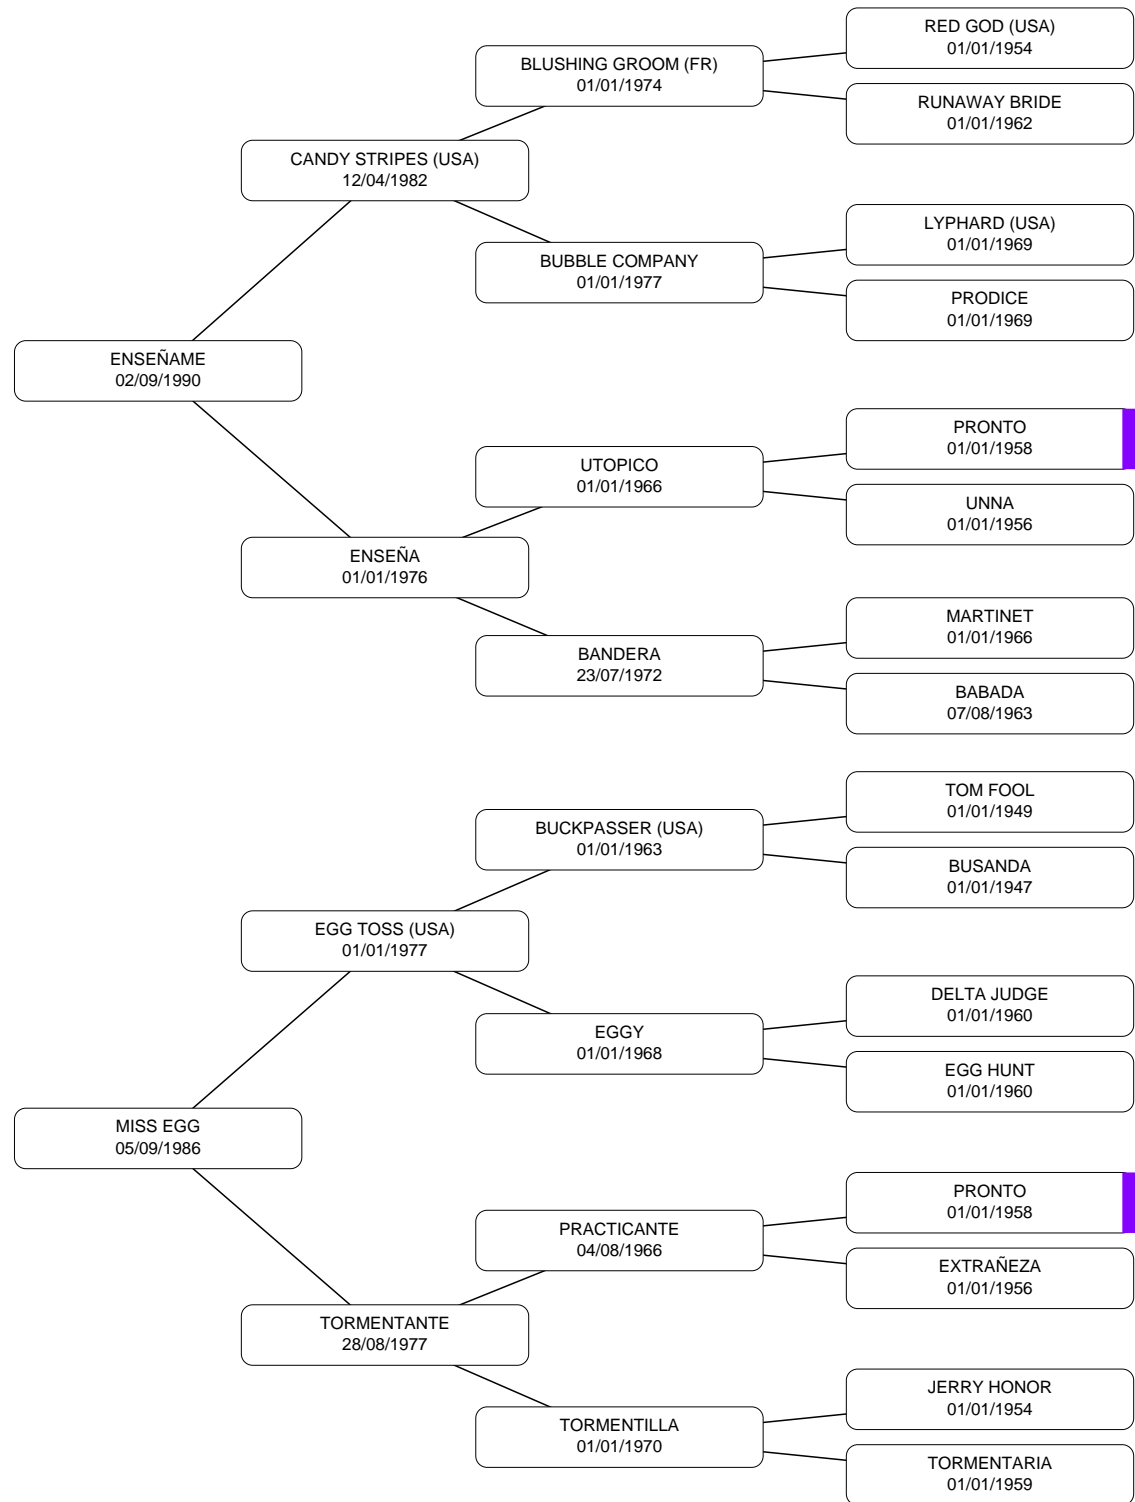 RED GOD (USA)
01/01/1954
BLUSHING GROOM (FR)
01/01/1974
RUNAWAY BRIDE
01/01/1962
CANDY STRIPES (USA)
12/04/1982
LYPHARD (USA)
01/01/1969
BUBBLE COMPANY
01/01/1977
PRODICE
01/01/1969
ENSEÑAME
02/09/1990
PRONTO
01/01/1958
UTOPICO
01/01/1966
UNNA
01/01/1956
ENSEÑA
01/01/1976
MARTINET
01/01/1966
BANDERA
23/07/1972
BABADA
07/08/1963
TOM FOOL
01/01/1949
BUCKPASSER (USA)
01/01/1963
BUSANDA
01/01/1947
EGG TOSS (USA)
01/01/1977
DELTA JUDGE
01/01/1960
EGGY
01/01/1968
EGG HUNT
01/01/1960
MISS EGG
05/09/1986
PRONTO
01/01/1958
PRACTICANTE
04/08/1966
EXTRAÑEZA
01/01/1956
TORMENTANTE
28/08/1977
JERRY HONOR
01/01/1954
TORMENTILLA
01/01/1970
TORMENTARIA
01/01/1959